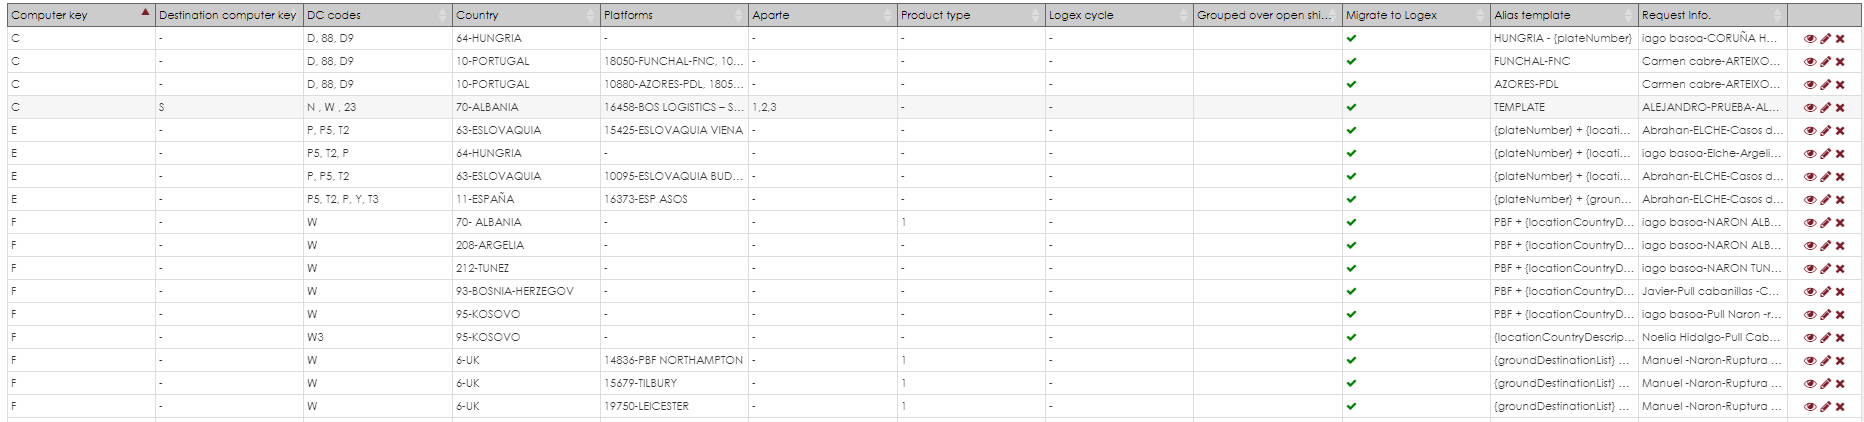 Computer key Destination computer key DC codes Country Platforms Aparte Product type Logex cycle Grouped over open shi... Migrate to Logex Alias template Request Info.
C - D, 88, D9 64-HUNGRIA - - - - HUNGRIA - {plateNumber} iago basoa-CORUÑA H...
C - D, 88, D9 10-PORTUGAL 18050-FUNCHAL-FNC, 10... - - - FUNCHAL-FNC Carmen cabre-ARTEIXO...
C - D, 88, D9 10-PORTUGAL 10880-AZORES-PDL, 1805... - - - AZORES-PDL Carmen cabre-ARTEIXO...
C S N , W , 23 70-ALBANIA 16458-BOS LOGISTICS – S... 1,2,3 - - TEMPLATE ALEJANDRO-PRUEBA-AL...
E - P, P5, T2 63-ESLOVAQUIA 15425-ESLOVAQUIA VIENA - - - {plateNumber} + {locati... Abrahan-ELCHE-Casos d...
E - P5, T2, P 64-HUNGRIA - - - - {plateNumber} + {locati... iago basoa-Elche-Argeli...
E - P, P5, T2 63-ESLOVAQUIA 10095-ESLOVAQUIA BUD... - - - {plateNumber} + {locati... Abrahan-ELCHE-Casos d...
E - P5, T2, P, Y, T3 11-ESPAÑA 16373-ESP ASOS - - - {plateNumber} + {groun... Abrahan-ELCHE-Casos d...
F - W 70- ALBANIA - - 1 - PBF + {locationCountryD... iago basoa-NARON ALB...
F - W 208-ARGELIA - - - - PBF + {locationCountryD... iago basoa-NARON ALB...
F - W 212-TUNEZ - - - - PBF + {locationCountryD... iago basoa-NARON TUN...
F - W 93-BOSNIA-HERZEGOV - - - - PBF + {locationCountryD... Javier-Pull cabanillas -C...
F - W 95-KOSOVO - - - - PBF + {locationCountryD... iago basoa-Pull Naron -r...
F - W3 95-KOSOVO - - - - {locationCountryDescrip... Noelia Hidalgo-Pull Cab...
F - W 6-UK 14836-PBF NORTHAMPTON - 1 - {groundDestinationList} ... Manuel -Naron-Ruptura ...
F - W 6-UK 15679-TILBURY - 1 - {groundDestinationList} ... Manuel -Naron-Ruptura ...
F - W 6-UK 19750-LEICESTER - 1 - {groundDestinationList} ... Manuel -Naron-Ruptura ...